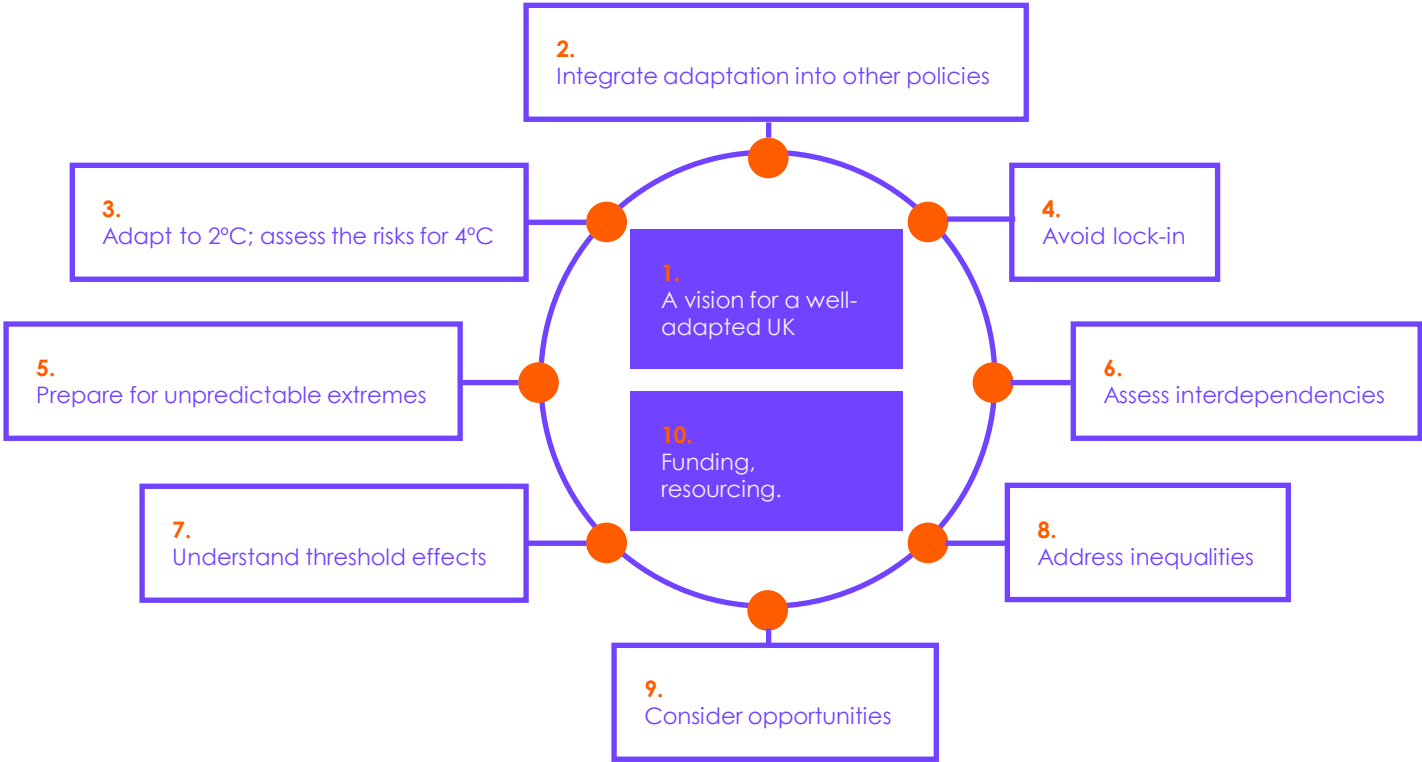 2.
Integrate adaptation into other policies
3.
Adapt to 2°C; assess the risks for 4°C
4.
Avoid lock-in
1.
A vision for a well-
adapted UK
5.
Prepare for unpredictable extremes
6.
Assess interdependencies
10.
Funding,
resourcing.
7.
Understand threshold effects
8.
Address inequalities
9.
Consider opportunities